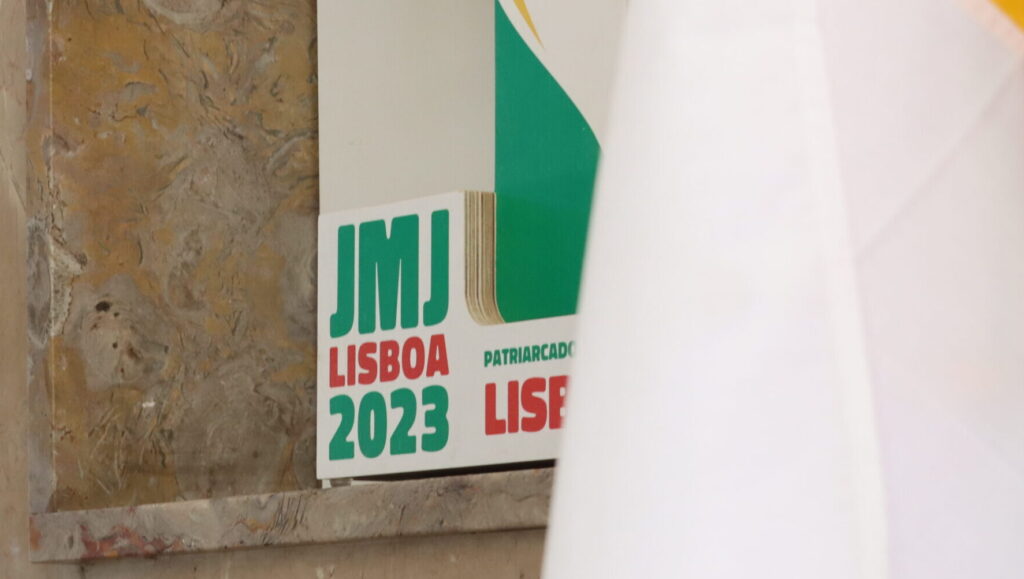 JMJ
LISBOA
2023
PATRIARCADO